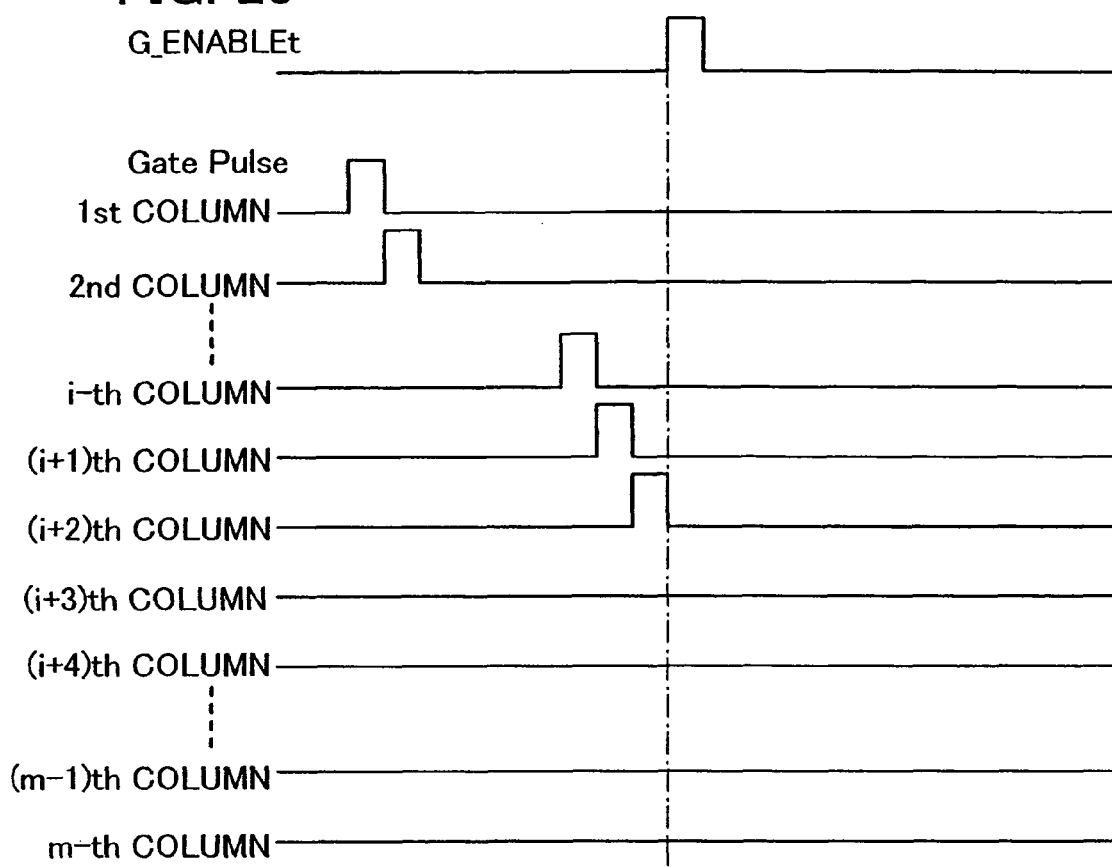 G_ENABLEt
Gate Pulse
1st COLUMN
2nd COLUMN
i-th COLUMN
(i+1)th COLUMN
(i+2)th COLUMN
(i+3)th COLUMN
(i+4)th COLUMN
(m-1)th COLUMN
m-th COLUMN